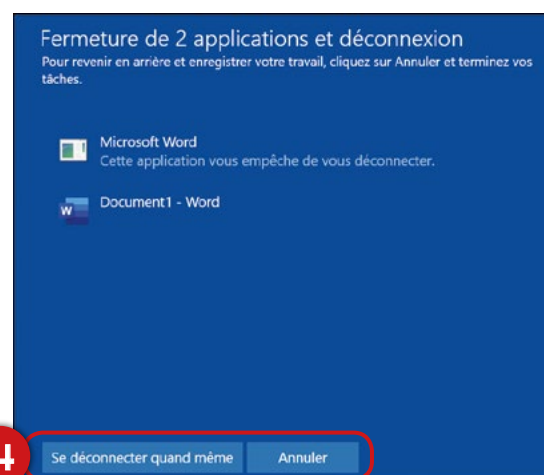 Fermeture de 2 applications et déconnexion
Pour revenir en arrière et enregistrer votre travail, cliquez sur Annuler et terminez vos
tâches.
Microsoft Word
Cette application vous empêche de vous déconnecter.
W
Document1 - Word
4
Se déconnecter quand même Annuler